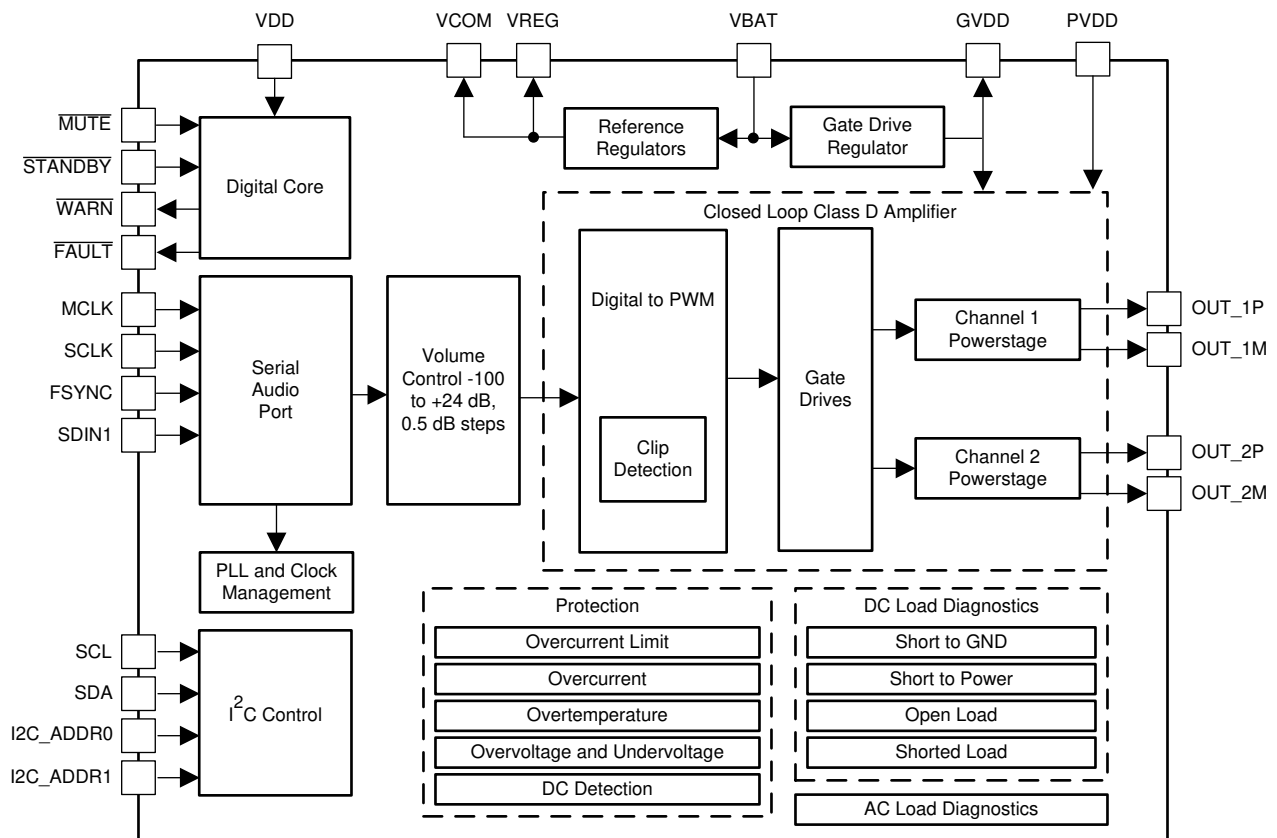 VDD
VCOM
VREG
VBAT
GVDD
PVDD
MUTE
STANDBY
WARN
FAULT
Digital Core
Reference
Regulators
Gate Drive
Regulator
MCLK
SCLK
FSYNC
SDIN1
Serial
Audio
Port
Volume
Control -100
to +24 dB,
0.5 dB steps
Closed Loop Class D Amplifier
Digital to PWM
Clip
Detection
Gate
Drives
Channel 1
Powerstage
Channel 2
Powerstage
OUT_1P
OUT_1M
OUT_2P
OUT_2M
PLL and Clock
Management
SCL
SDA
I2C_ADDR0
I2C_ADDR1
I²C Control
Protection
Overcurrent Limit
Overcurrent
Overtemperature
Overvoltage and Undervoltage
DC Detection
DC Load Diagnostics
Short to GND
Short to Power
Open Load
Shorted Load
AC Load Diagnostics